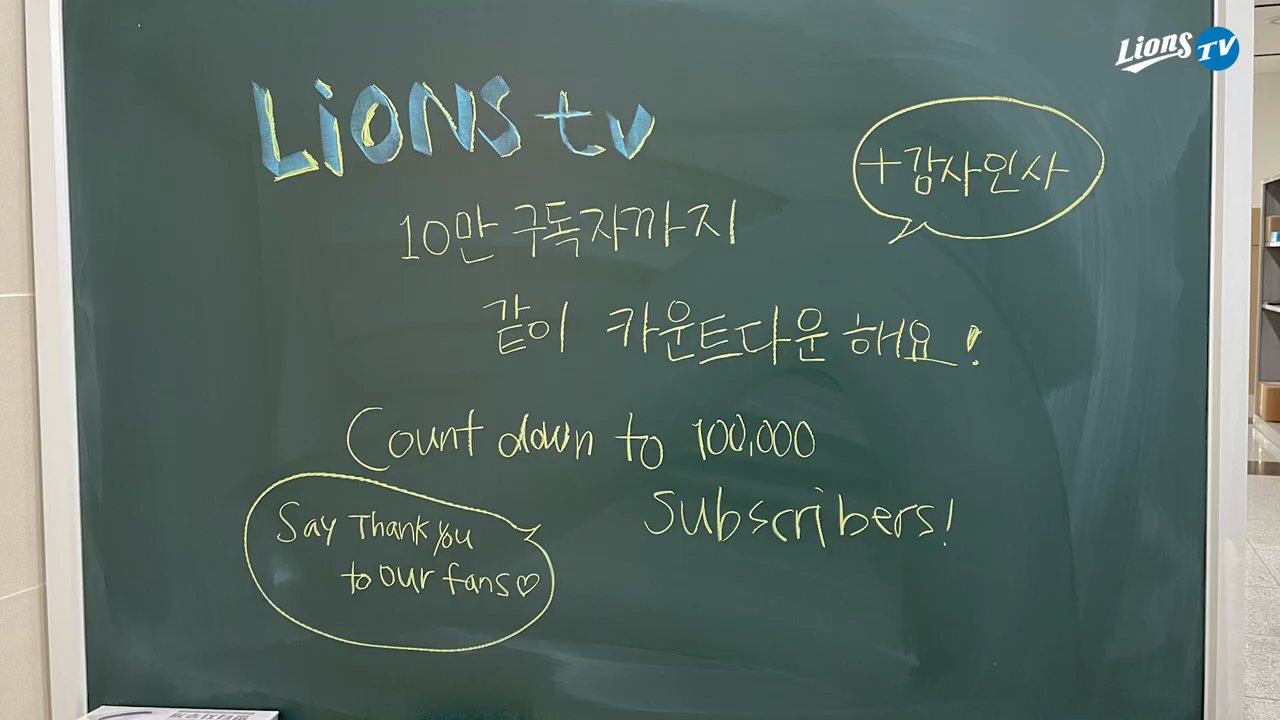 Lions TV
LiONS tv
+감사인사
10만 구독자까지
같이 카운트다운 해요!
Count down to 100,000
Subscribers!
Say Thank you
to our fans♡